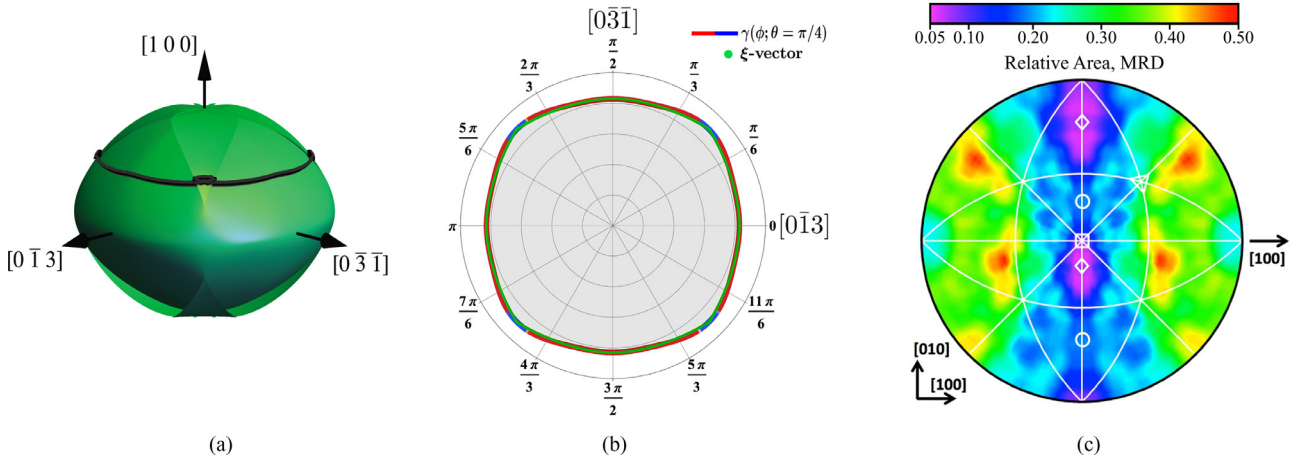 [1 0 0]
[0 1̄ 3]
[0 3̄ 1̄]
(a)
[03̄1̄]
γ(ϕ; θ = π/4)
ξ-vector
π/2
2π/3
π/3
5π/6
π/6
π
0
[01̄3]
7π/6
11π/6
4π/3
5π/3
3π/2
(b)
0.05 0.10 0.20 0.30 0.40 0.50
Relative Area, MRD
[100]
[010]
[100]
(c)